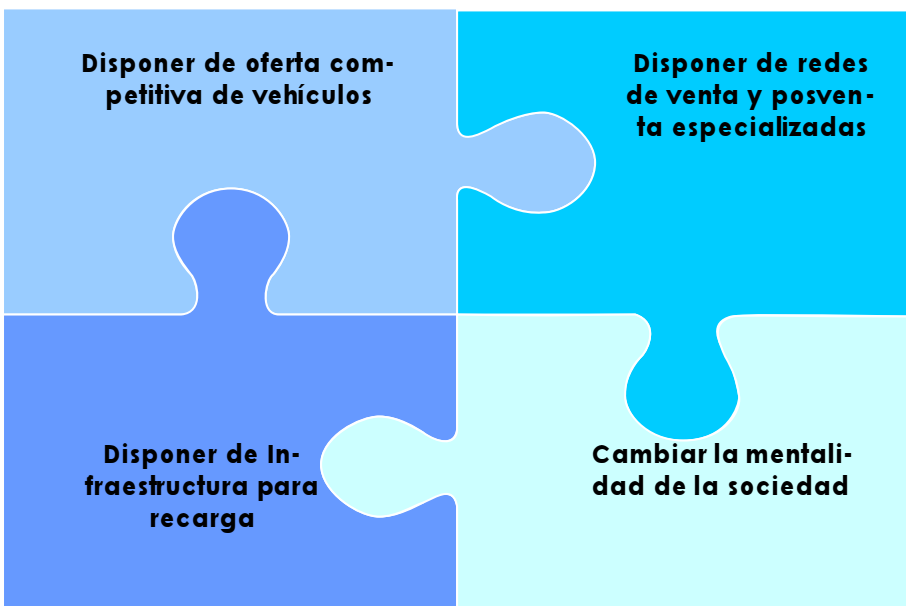 Disponer de oferta com-
petitiva de vehículos
Disponer de redes
de venta y posven-
ta especializadas
Disponer de In-
fraestructura para
recarga
Cambiar la mentali-
dad de la sociedad